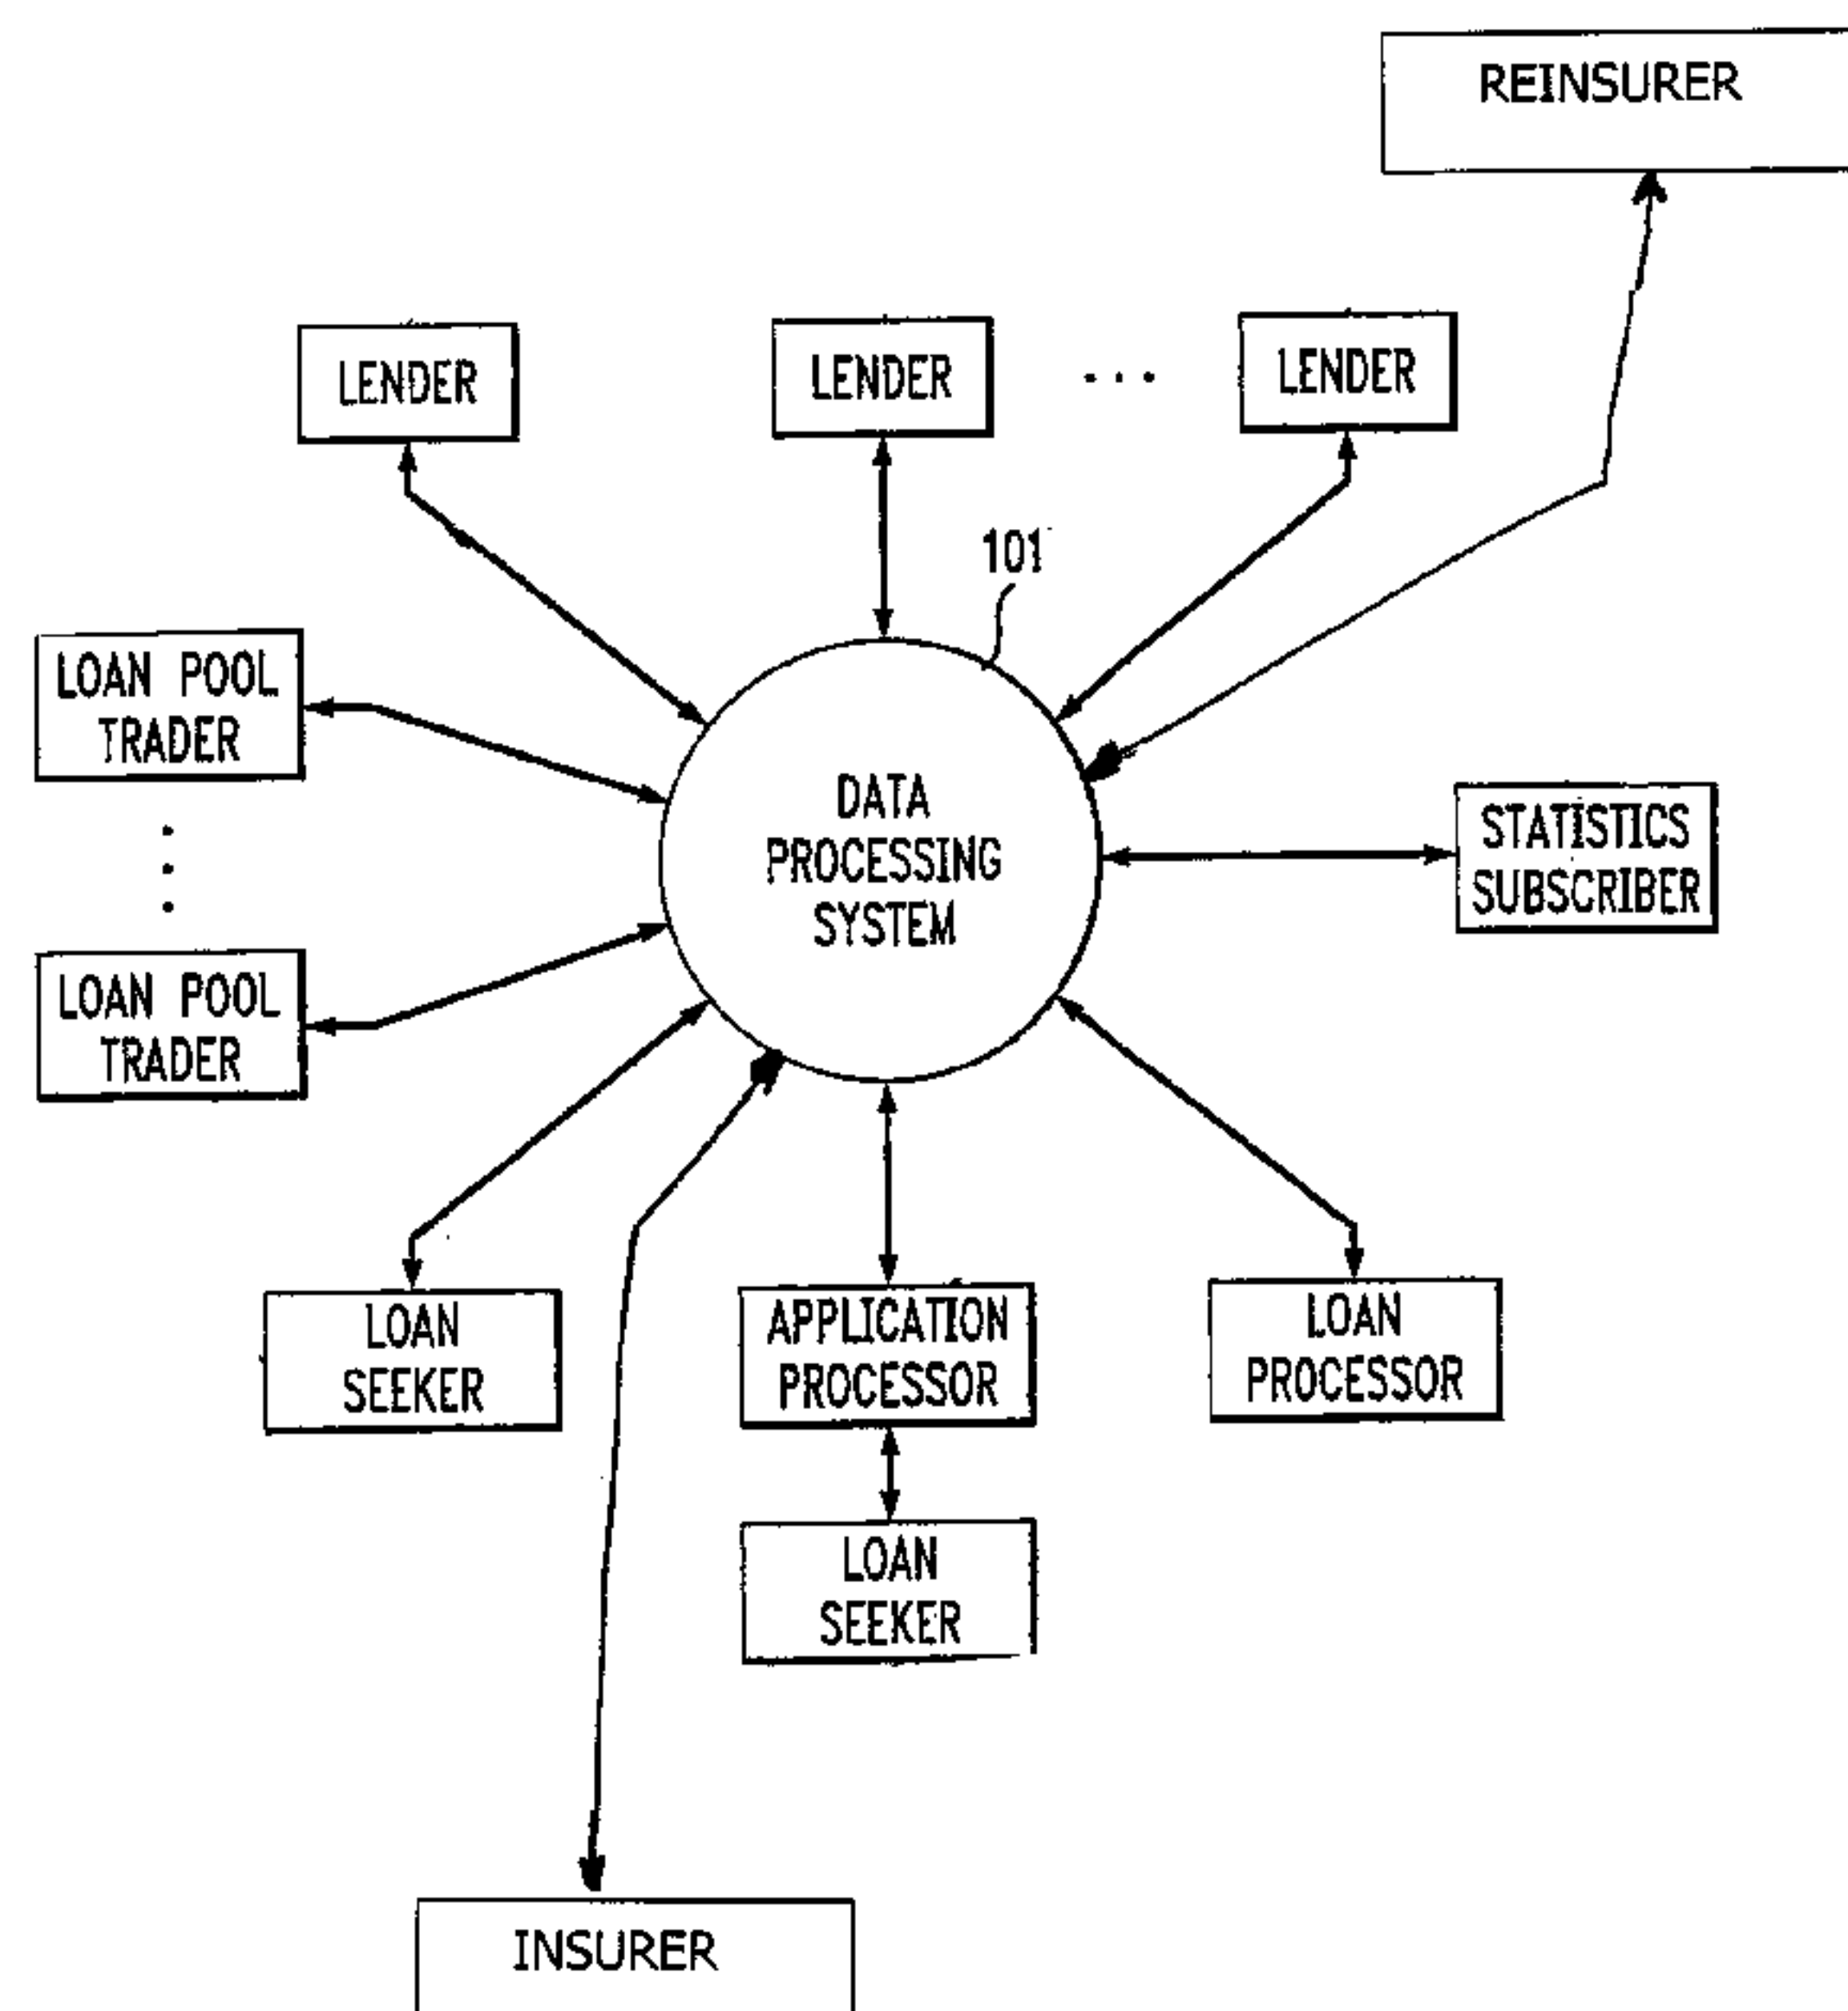 REINSURER
LENDER
LENDER
. . .
LENDER
101
LOAN POOL
TRADER
DATA
PROCESSING
SYSTEM
STATISTICS
SUBSCRIBER
LOAN POOL
TRADER
LOAN
SEEKER
APPLICATION
PROCESSOR
LOAN
PROCESSOR
LOAN
SEEKER
INSURER